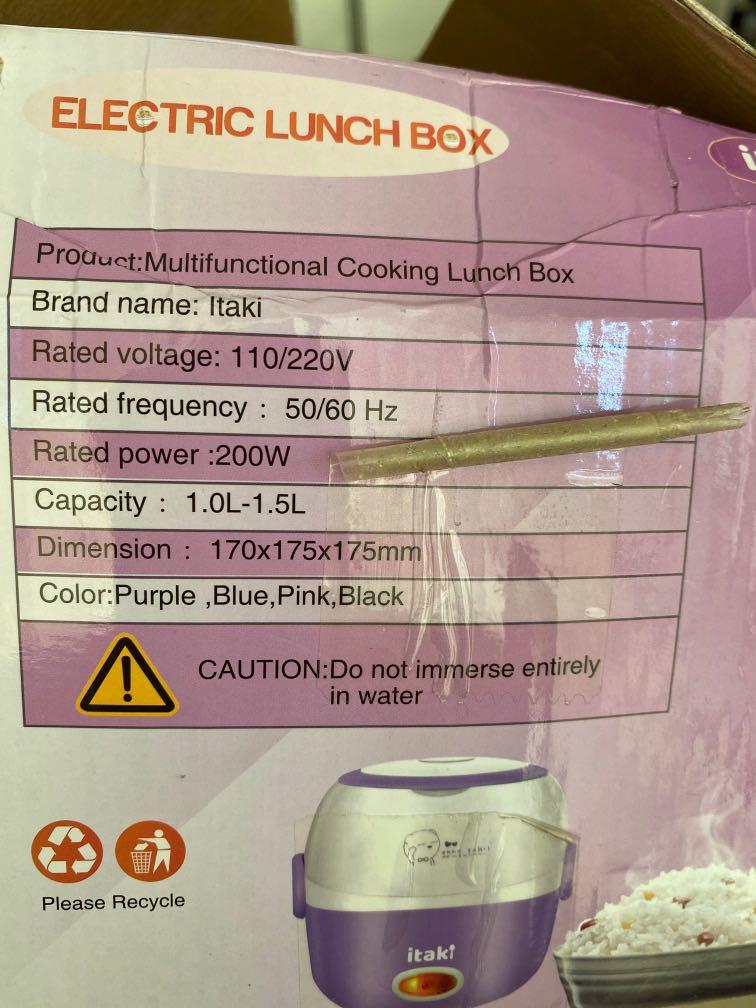 ELECTRIC LUNCH BOX
Product:Multifunctional Cooking Lunch Box
Brand name: Itaki
Rated voltage: 110/220V
Rated frequency : 50/60 Hz
Rated power :200W
Capacity : 1.0L-1.5L
Dimension : 170x175x175mm
Color:Purple ,Blue,Pink,Black
CAUTION:Do not immerse entirely
in water
Please Recycle
itaki